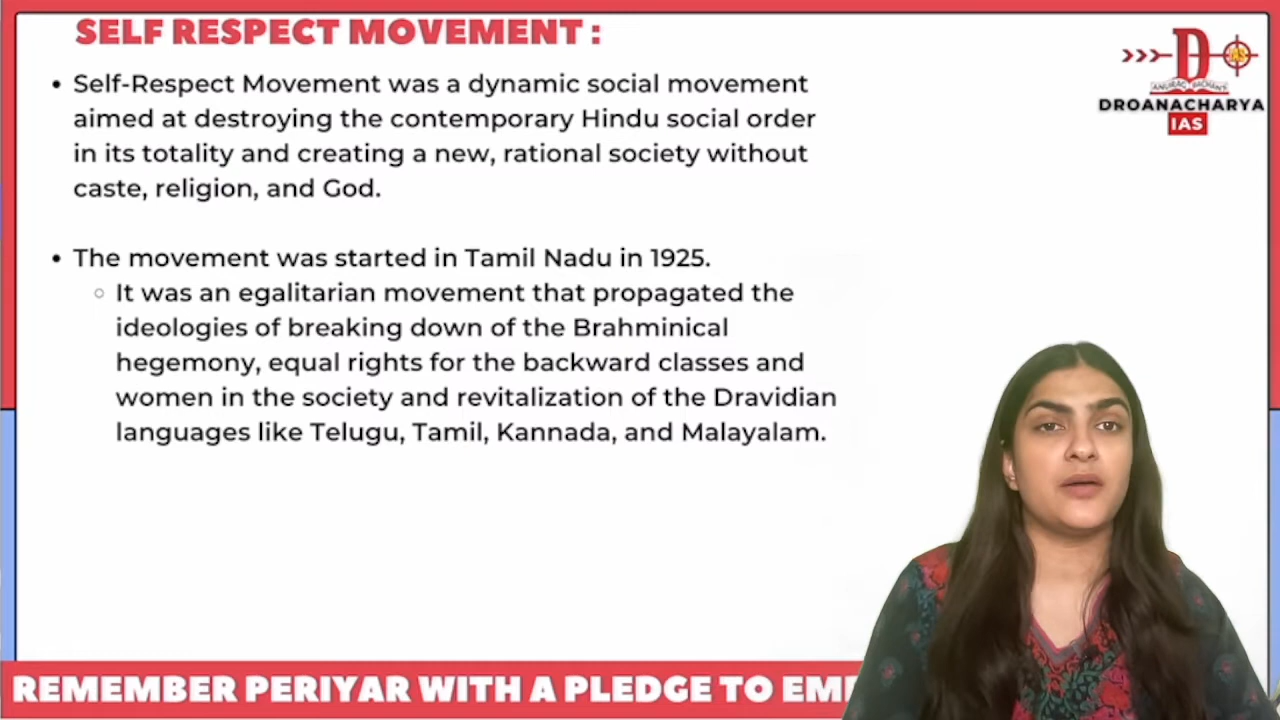 SELF RESPECT MOVEMENT :
• Self-Respect Movement was a dynamic social movement
aimed at destroying the contemporary Hindu social order
in its totality and creating a new, rational society without
caste, religion, and God.
• The movement was started in Tamil Nadu in 1925.
○ It was an egalitarian movement that propagated the
ideologies of breaking down of the Brahminical
hegemony, equal rights for the backward classes and
women in the society and revitalization of the Dravidian
languages like Telugu, Tamil, Kannada, and Malayalam.
D
IAS
ANURAG BACHAN'S
DROANACHARYA
IAS
REMEMBER PERIYAR WITH A PLEDGE TO